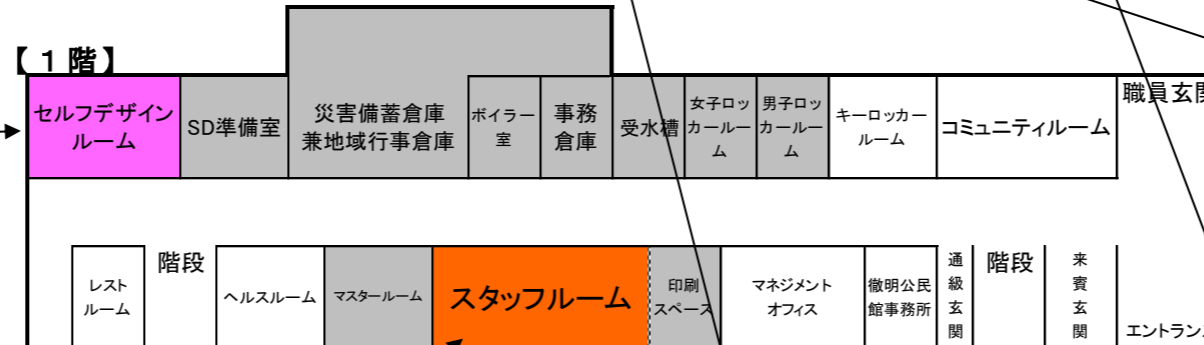 【１階】
セルフデザイン
ルーム
SD準備室
災害備蓄倉庫
兼地域行事倉庫
ボイラー
室
事務
倉庫
受水槽
女子ロッ
カールー
ム
男子ロッ
カールー
ム
キーロッカー
ルーム
コミュニティルーム
職員玄関
レスト
ルーム
階段
ヘルスルーム
マスタールーム
スタッフルーム
印刷
スペース
マネジメント
オフィス
徹明公民
館事務所
通
級
玄
関
階段
来
賓
玄
関
エントラン